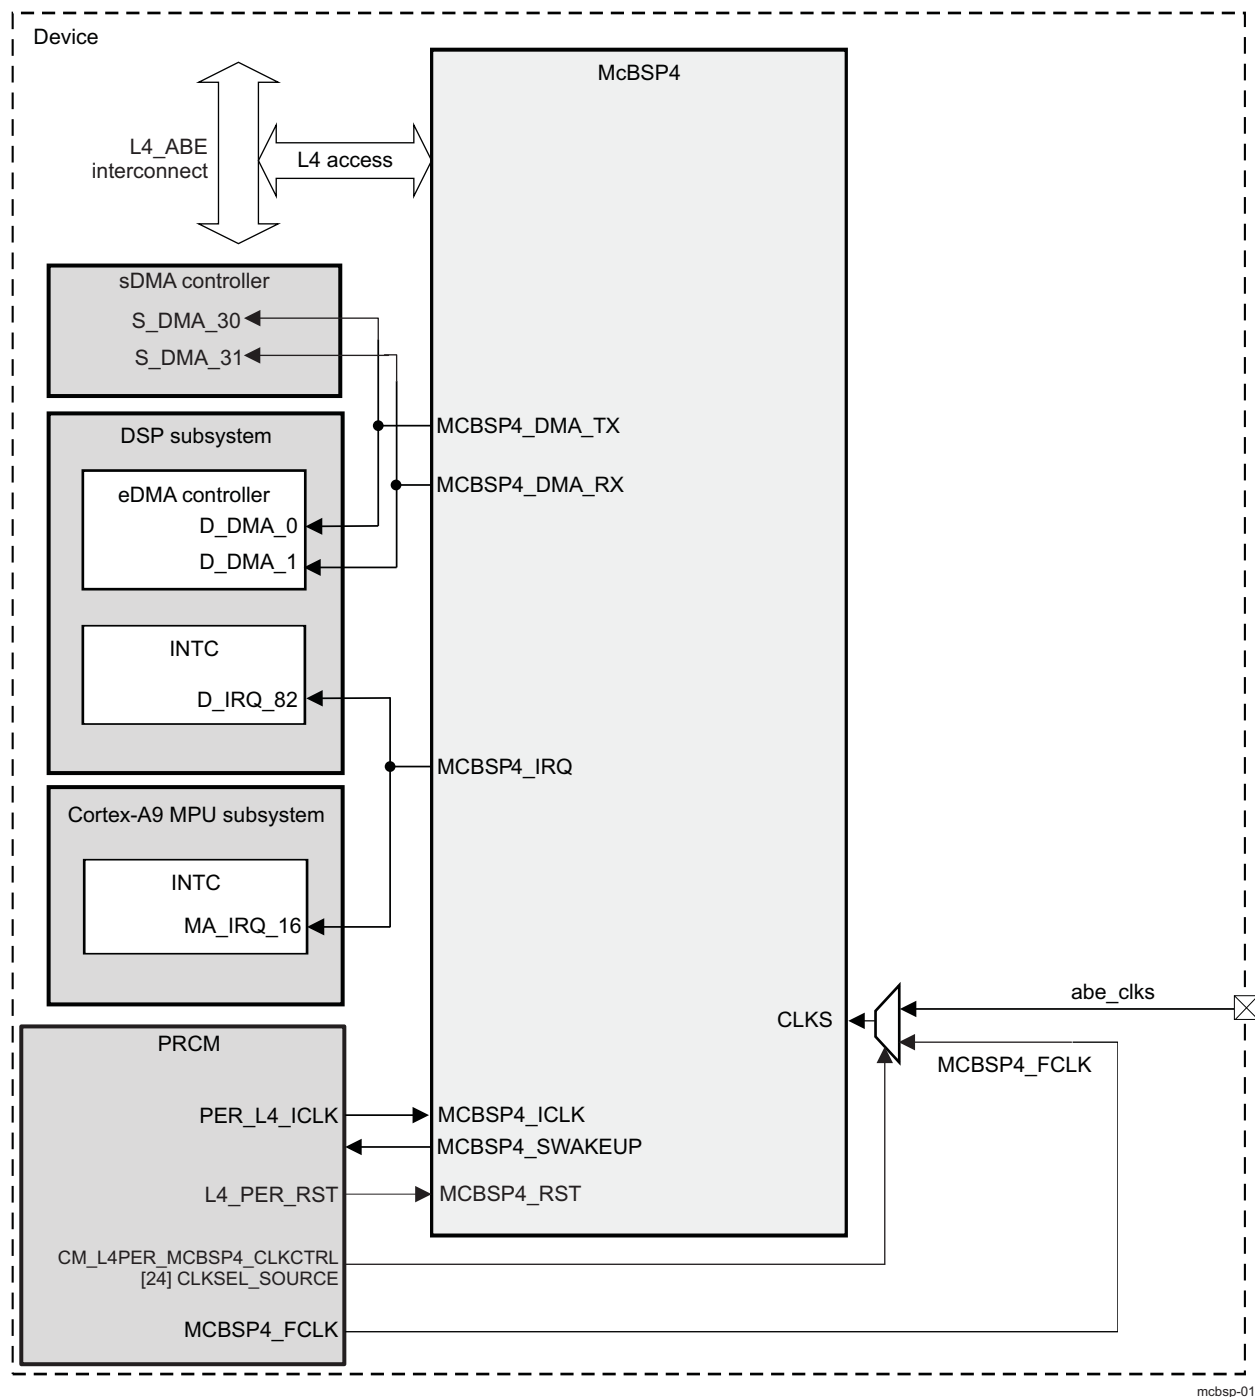 Device
McBSP4
L4_ABE
interconnect
L4 access
sDMA controller
S_DMA_30
S_DMA_31
MCBSP4_DMA_TX
DSP subsystem
MCBSP4_DMA_RX
eDMA controller
D_DMA_0
D_DMA_1
INTC
D_IRQ_82
MCBSP4_IRQ
Cortex-A9 MPU subsystem
INTC
MA_IRQ_16
abe_clks
CLKS
PRCM
MCBSP4_FCLK
PER_L4_ICLK
MCBSP4_ICLK
MCBSP4_SWAKEUP
L4_PER_RST
MCBSP4_RST
CM_L4PER_MCBSP4_CLKCTRL
[24] CLKSEL_SOURCE
MCBSP4_FCLK
mcbsp-01